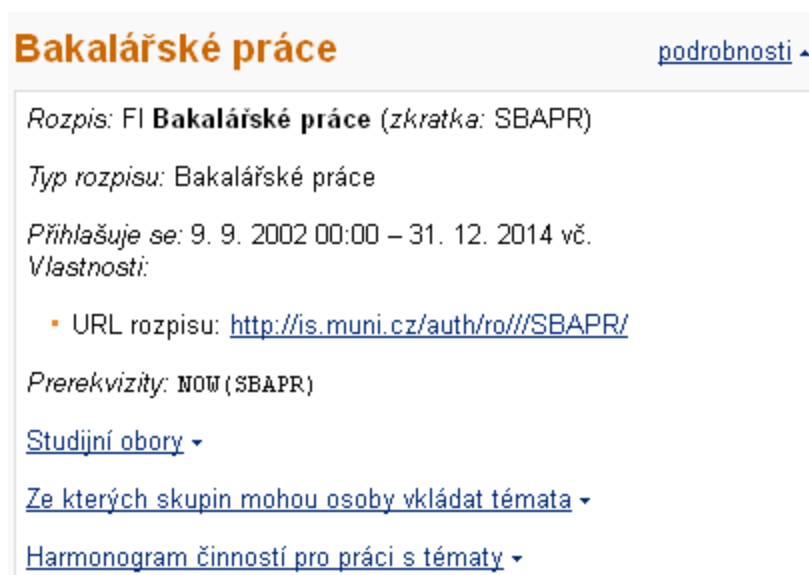 Bakalářské práce podrobnosti
Rozpis: FI Bakalářské práce (zkratka: SBAPR)
Typ rozpisu: Bakalářské práce
Přihlašuje se: 9. 9. 2002 00:00 – 31. 12. 2014 vč.
Vlastnosti:
URL rozpisu: http://is.muni.cz/auth/ro///SBAPR/
Prerekvizity: NOW(SBAPR)
Studijní obory
Ze kterých skupin mohou osoby vkládat témata
Harmonogram činností pro práci s tématy